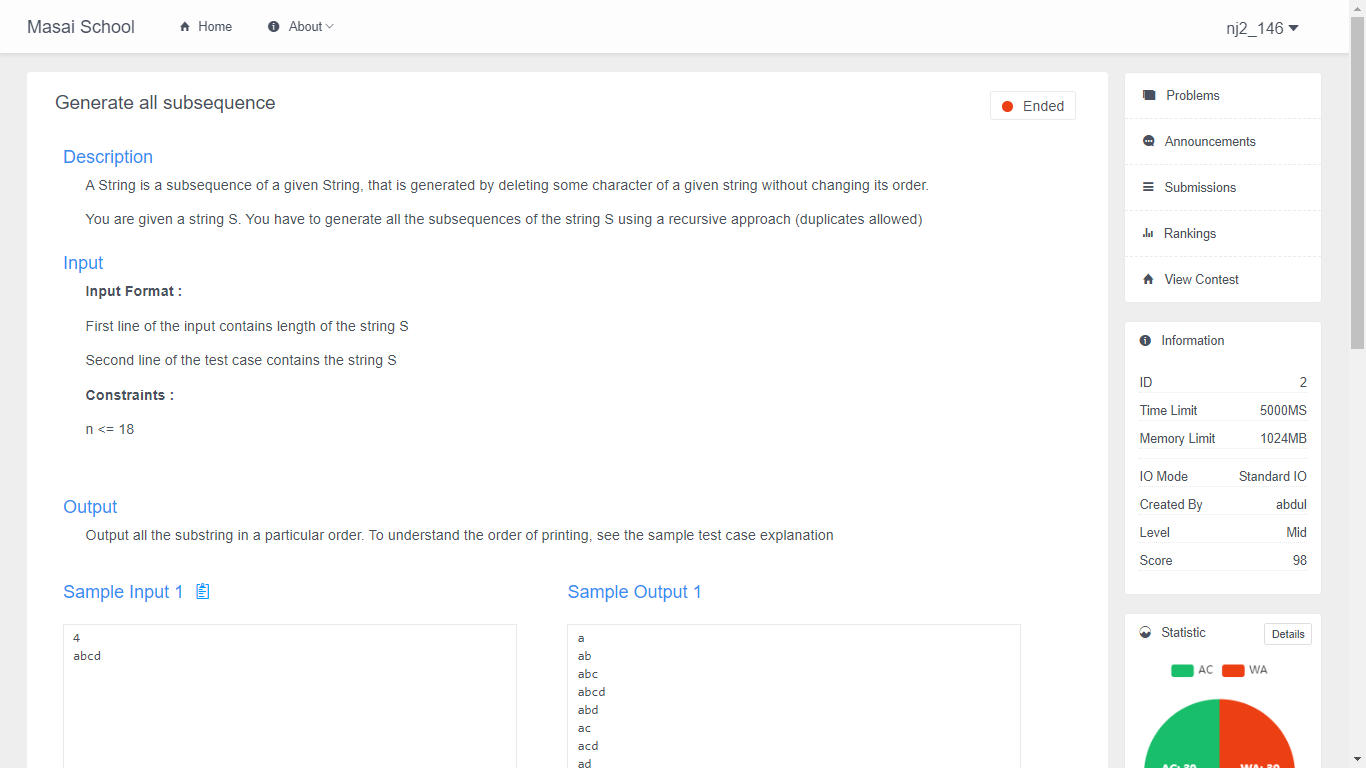 Masai School
Home
About
nj2_146
Generate all subsequence
Ended
Description
A String is a subsequence of a given String, that is generated by deleting some character of a given string without changing its order.
You are given a string S. You have to generate all the subsequences of the string S using a recursive approach (duplicates allowed)
Input
Input Format :
First line of the input contains length of the string S
Second line of the test case contains the string S
Constraints :
n <= 18
Output
Output all the substring in a particular order. To understand the order of printing, see the sample test case explanation
Sample Input 1
4
abcd
Sample Output 1
a
ab
abc
abcd
abd
ac
acd
ad
Problems
Announcements
Submissions
Rankings
View Contest
Information
ID 2
Time Limit 5000MS
Memory Limit 1024MB
IO Mode Standard IO
Created By abdul
Level Mid
Score 98
Statistic Details
AC WA